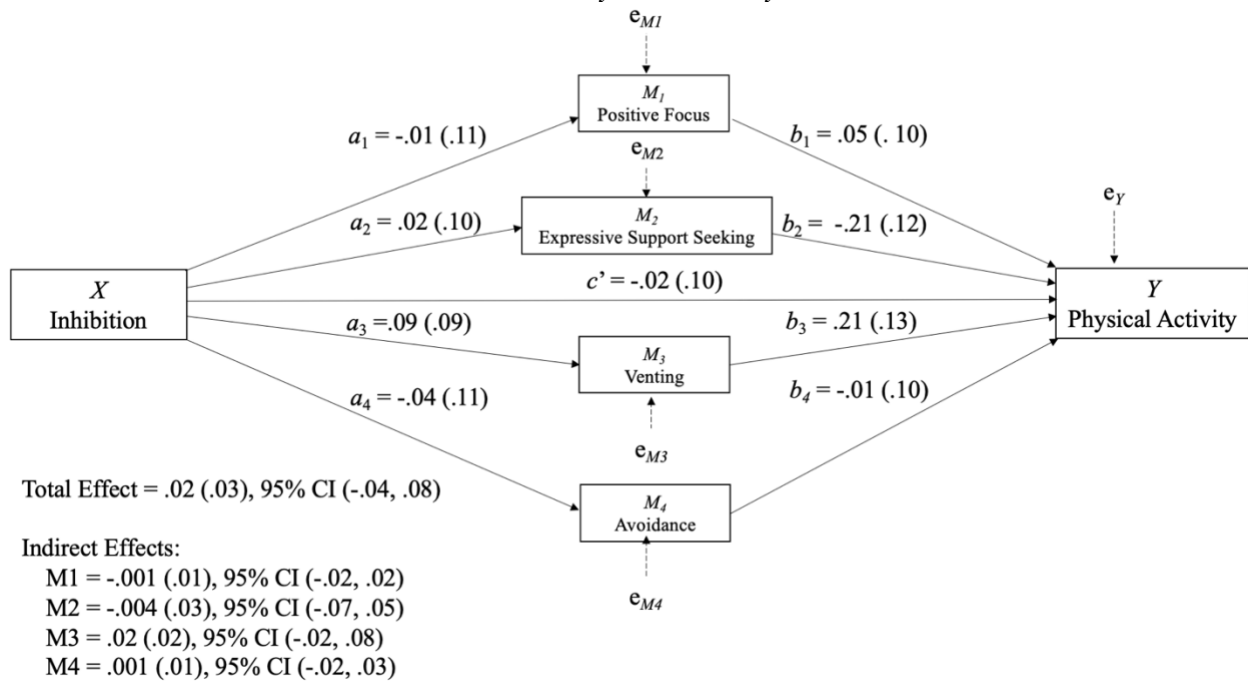 e_M1
M_1
Positive Focus
a_1 = -.01 (.11)
b_1 = .05 (. 10)
e_M2
M_2
Expressive Support Seeking
a_2 = .02 (.10)
b_2 = -.21 (.12)
e_Y
X
Inhibition
c’ = -.02 (.10)
Y
Physical Activity
a_3 =.09 (.09)
b_3 = .21 (.13)
M_3
Venting
a_4 = -.04 (.11)
b_4 = -.01 (.10)
e_M3
Total Effect = .02 (.03), 95% CI (-.04, .08)
M_4
Avoidance
Indirect Effects:
M1 = -.001 (.01), 95% CI (-.02, .02)
M2 = -.004 (.03), 95% CI (-.07, .05)
M3 = .02 (.02), 95% CI (-.02, .08)
M4 = .001 (.01), 95% CI (-.02, .03)
e_M4